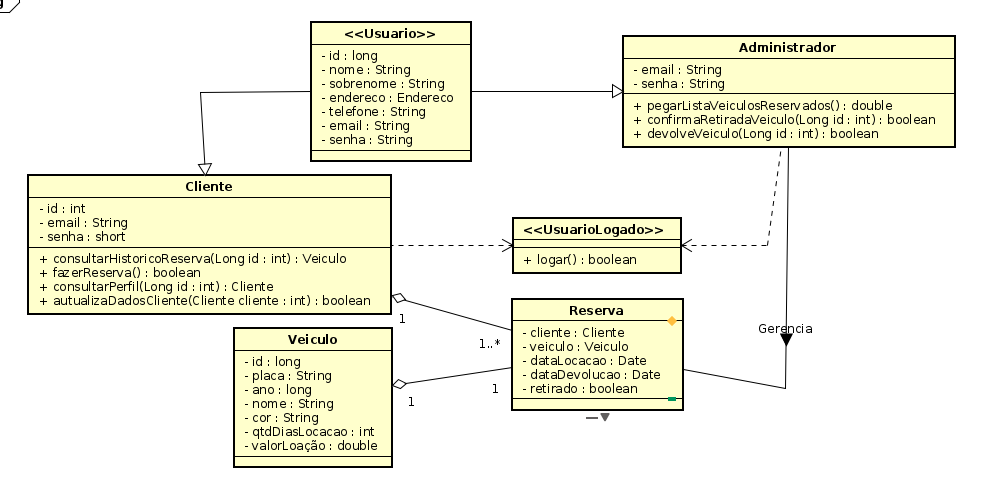 g
<<Usuario>>
- id : long
- nome : String
- sobrenome : String
- endereco : Endereco
- telefone : String
- email : String
- senha : String
Administrador
- email : String
- senha : String
+ pegarListaVeiculosReservados() : double
+ confirmaRetiradaVeiculo(Long id : int) : boolean
+ devolveVeiculo(Long id : int) : boolean
Cliente
- id : int
- email : String
- senha : short
+ consultarHistoricoReserva(Long id : int) : Veiculo
+ fazerReserva() : boolean
+ consultarPerfil(Long id : int) : Cliente
+ autualizaDadosCliente(Cliente cliente : int) : boolean
<<UsuarioLogado>>
+ logar() : boolean
1
1..*
Reserva
- cliente : Cliente
- veiculo : Veiculo
- dataLocacao : Date
- dataDevolucao : Date
- retirado : boolean
Gerencia
Veiculo
- id : long
- placa : String
- ano : long
- nome : String
- cor : String
- qtdDiasLocacao : int
- valorLoação : double
1
1